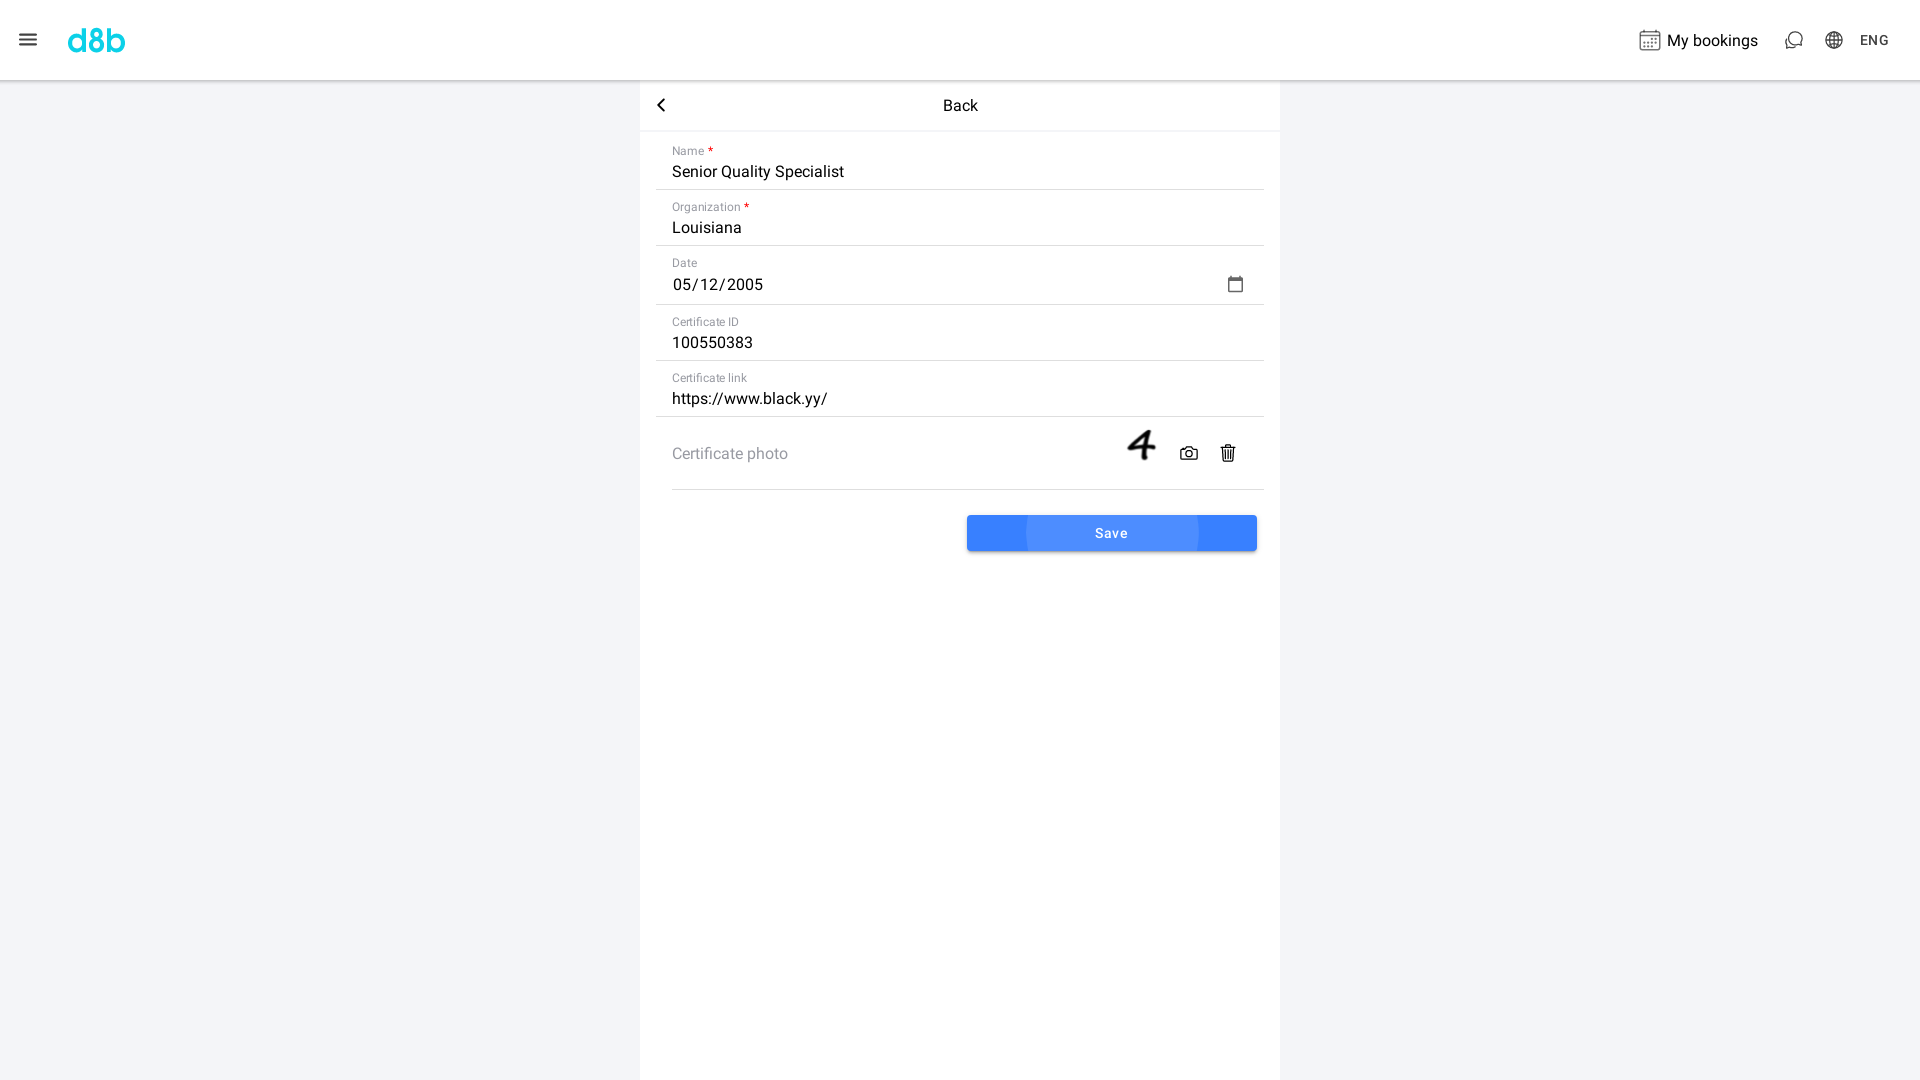 d8b
My bookings
ENG
Back
Name *
Senior Quality Specialist
Organization *
Louisiana
Date
05/12/2005
Certificate ID
100550383
Certificate link
https://www.black.yy/
Certificate photo
4
Save